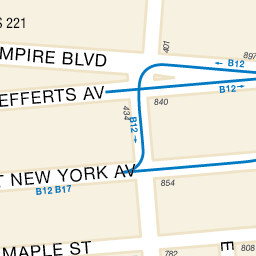 S 221
401
MPIRE BLVD
897
B12
EFFERTS AV
B12
840
434
B12
T NEW YORK AV
B12 B17
854
MAPLE ST
782
E
808